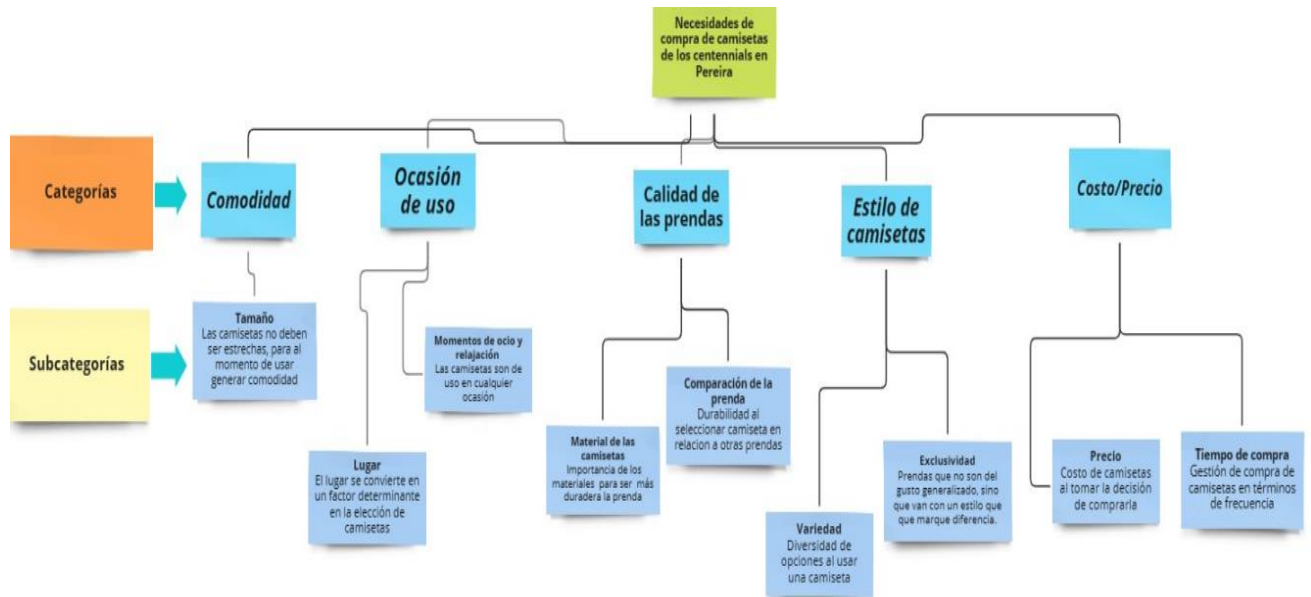 Necesidades de
compra de camisetas
de los centennials en
Pereira
Categorías
Comodidad
Ocasión
de uso
Calidad de
las prendas
Estilo de
camisetas
Costo/Precio
Subcategorías
Tamaño
Las camisetas no deben
ser estrechas, para al
momento de usar
generar comodidad
Lugar
El lugar se convierte en
un factor determinante
en la elección de
camisetas
Momentos de ocio y
relajación
Las camisetas son de
uso en cualquier
ocasión
Material de las
camisetas
Importancia de los
materiales para ser más
duradera la prenda
Comparación de la
prenda
Durabilidad al
seleccionar camiseta en
relacion a otras prendas
Variedad
Diversidad de
opciones al usar
una camiseta
Exclusividad
Prendas que no son del
gusto generalizado, sino
que van con un estilo que
que marque diferencia.
Precio
Costo de camisetas
al tomar la decisión
de comprarla
Tiempo de compra
Gestión de compra
de camisetas en
términos de
frecuencia